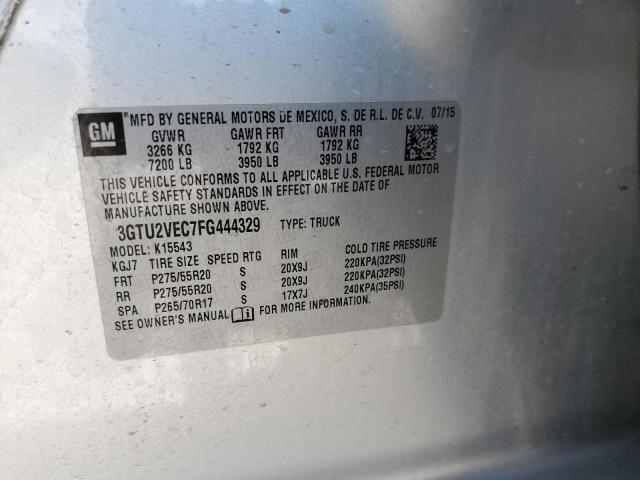 GM
MFD BY GENERAL MOTORS DE MEXICO, S. DE R.L. DE C.V. 07/15
GVWR GAWR FRT GAWR RR
3266 KG 1792 KG 1792 KG
7200 LB 3950 LB 3950 LB
THIS VEHICLE CONFORMS TO ALL APPLICABLE U.S. FEDERAL MOTOR
VEHICLE SAFETY STANDARDS IN EFFECT ON THE DATE OF
MANUFACTURE SHOWN ABOVE.
3GTU2VEC7FG444329 TYPE: TRUCK
MODEL: K15543
KGJ7 TIRE SIZE SPEED RTG RIM COLD TIRE PRESSURE
FRT P275/55R20 S 20X9J 220KPA(32PSI)
RR P275/55R20 S 20X9J 220KPA(32PSI)
SPA P265/70R17 S 17X7J 240KPA(35PSI)
SEE OWNER'S MANUAL FOR MORE INFORMATION.